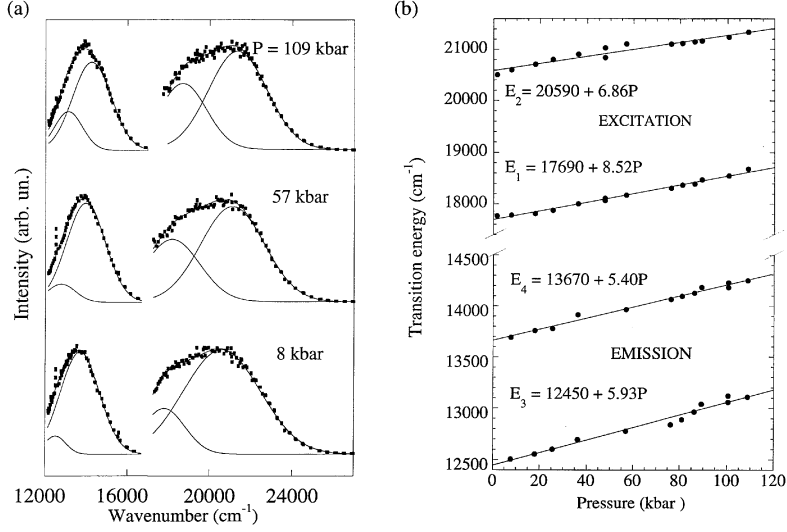 (a)
P = 109 kbar
57 kbar
8 kbar
Intensity (arb. un.)
12000 16000 20000 24000
Wavenumber (cm⁻¹)
(b)
21000
20000
19000
18000
14500
14000
13500
13000
12500
Transition energy (cm⁻¹)
E₂ = 20590 + 6.86P
EXCITATION
E₁ = 17690 + 8.52P
E₄ = 13670 + 5.40P
EMISSION
E₃ = 12450 + 5.93P
0 20 40 60 80 100 120
Pressure (kbar )